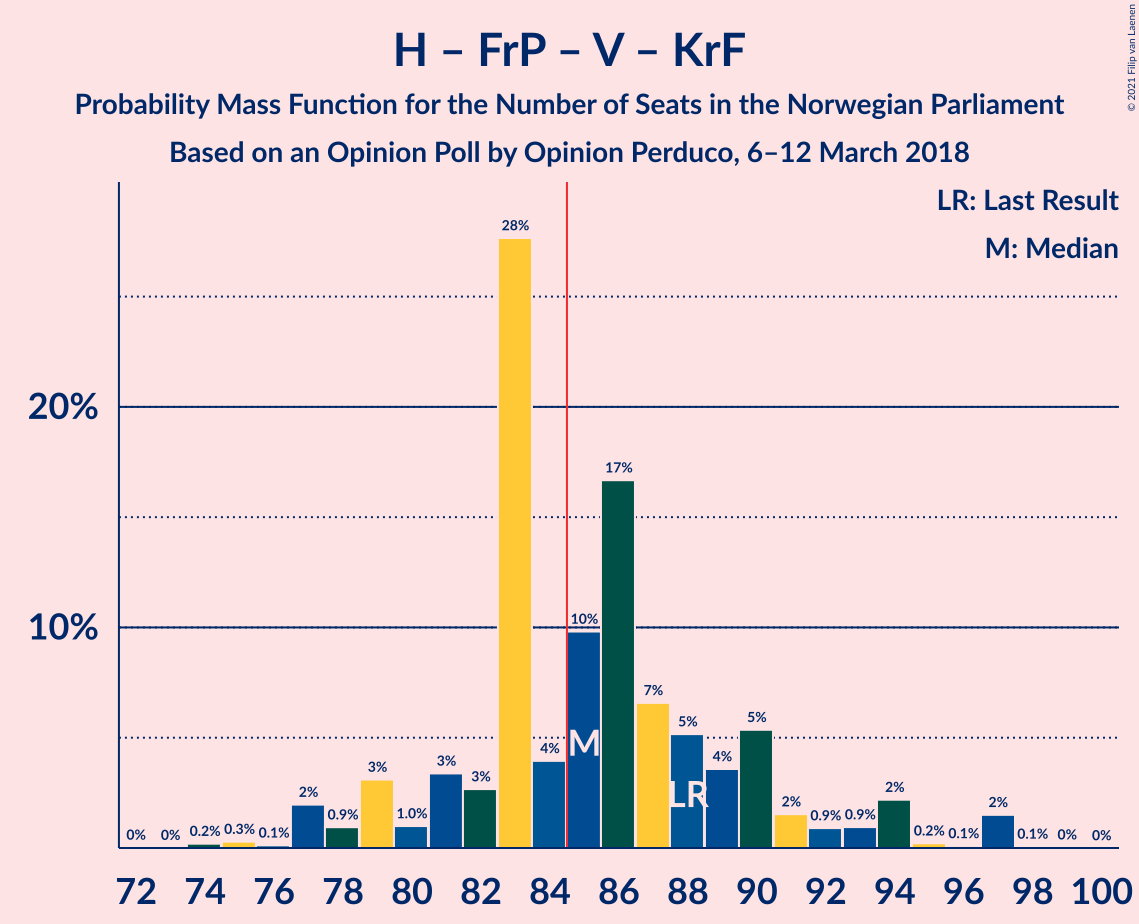 H – FrP – V – KrF
Probability Mass Function for the Number of Seats in the Norwegian Parliament
Based on an Opinion Poll by Opinion Perduco, 6–12 March 2018
© 2021 Filip van Laenen
LR: Last Result
M: Median
20%
10%
0% 0% 0.2% 0.3% 0.1% 2% 0.9% 3% 1.0% 3% 3% 28% 4% 10% 17% 7% 5% 4% 5% 2% 0.9% 0.9% 2% 0.2% 0.1% 2% 0.1% 0% 0%
M
LR
72 74 76 78 80 82 84 86 88 90 92 94 96 98 100